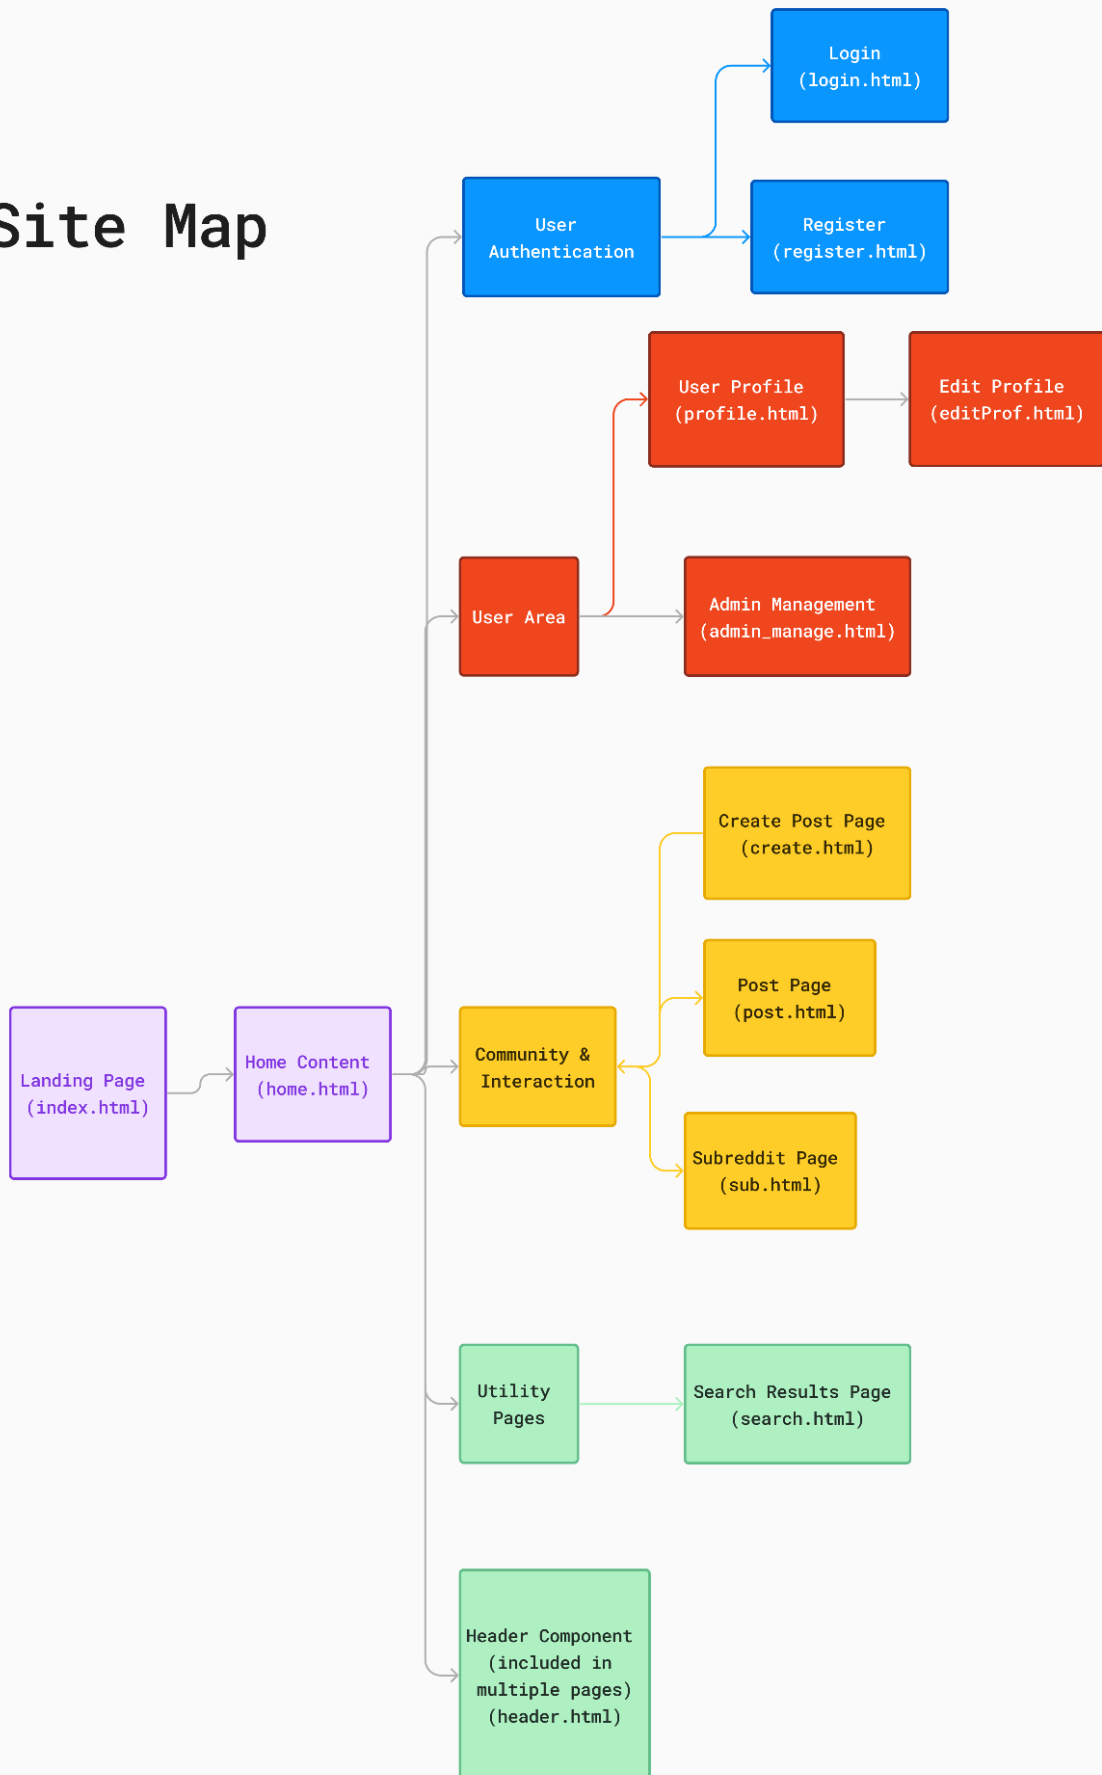 Site Map
Login
(login.html)
User
Authentication
Register
(register.html)
User Profile
(profile.html)
Edit Profile
(editProf.html)
User Area
Admin Management
(admin_manage.html)
Create Post Page
(create.html)
Post Page
(post.html)
Landing Page
(index.html)
Home Content
(home.html)
Community &
Interaction
Subreddit Page
(sub.html)
Utility
Pages
Search Results Page
(search.html)
Header Component
(included in
multiple pages)
(header.html)